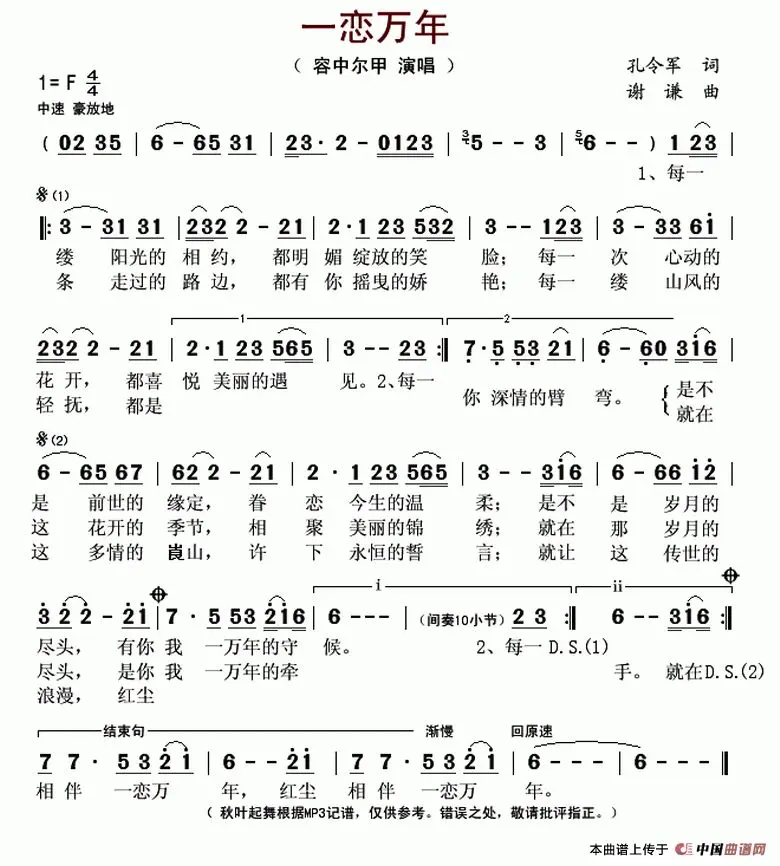 一恋万年
（ 容中尔甲 演唱 ）
孔令军 词
1= F 4/4
谢 谦 曲
中速 豪放地
( 02 35 | 6 - 65 31 | 23· 2 - 0123 | 3 5 - - 3 | 5 6 - - ) 1 23 |
1、每一
𝄋(1)
‖: 3 - 31 31 | 2322 - 21 | 2· 1 23 532 | 3 - - 123 | 3 - 33 6i |
缕 阳光的 相约， 都明 媚 绽放的笑 脸； 每一 次 心动的
条 走过的 路边， 都有 你 摇曳的娇 艳； 每一 缕 山风的
1 2
2322 - 21 | 2· 1 23 565 | 3 - - 23 :‖ 7· 5 53 21 | 6 - 60 3i6 |
花开， 都喜 悦 美丽的遇 见。2、每一
轻抚， 都是 你 深情的臂 弯。 { 是不
就在
𝄋(2)
6 - 65 67 | 62 2 - 21 | 2· 1 23 565 | 3 - - 3i6 | 6 - 66 i2 |
是 前世的 缘定， 眷 恋 今生的温 柔； 是不 是 岁月的
这 花开的 季节， 相 聚 美丽的锦 绣； 就在 那 岁月的
这 多情的 崀山， 许 下 永恒的誓 言； 就让 这 传世的
i ii
3 2 2 - 2i | 7· 5 53 2i6 | 6 - - - | (间奏10小节) 2 3 :‖ 6 - - 3i6 :‖
尽头， 有你 我 一万年的守 候。 2、每一 D.S.(1)
尽头， 是你 我 一万年的牵 手。就在D.S.(2)
浪漫， 红尘
结束句 渐慢 回原速
7 7· 5 3 2 i | 6 - - 2i | 7 7· 5 3 2 i | 6 - - - | 6 - - - ‖
相 伴 一恋万 年，红尘 相 伴 一恋万 年。
（ 秋叶起舞根据MP3记谱，仅供参考。错误之处，敬请批评指正。）
本曲谱上传于 中国曲谱网